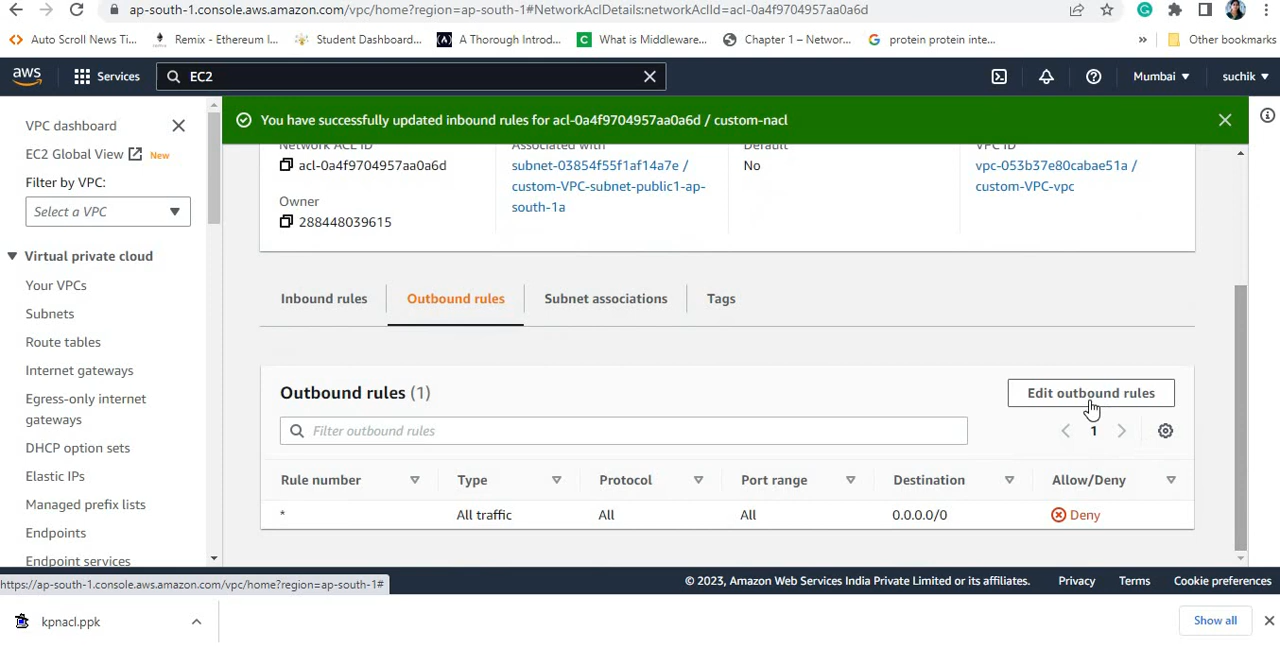 ap-south-1.console.aws.amazon.com/vpc/home?region=ap-south-1#NetworkAclDetails:networkAclId=acl-0a4f9704957aa0a6d
Auto Scroll News Ti...
Remix - Ethereum I...
Student Dashboard...
A Thorough Introd...
What is Middleware...
Chapter 1 – Networ...
protein protein inte...
»
Other bookmarks
aws
Services
EC2
Mumbai
suchik
VPC dashboard
EC2 Global View New
Filter by VPC:
Select a VPC
Virtual private cloud
Your VPCs
Subnets
Route tables
Internet gateways
Egress-only internet
gateways
DHCP option sets
Elastic IPs
Managed prefix lists
Endpoints
Endpoint services
You have successfully updated inbound rules for acl-0a4f9704957aa0a6d / custom-nacl
Network ACL ID
acl-0a4f9704957aa0a6d
Owner
288448039615
Associated with
subnet-03854f55f1af14a7e /
custom-VPC-subnet-public1-ap-
south-1a
Default
No
VPC ID
vpc-053b37e80cabae51a /
custom-VPC-vpc
Inbound rules
Outbound rules
Subnet associations
Tags
Outbound rules (1)
Edit outbound rules
Filter outbound rules
1
Rule number Type Protocol Port range Destination Allow/Deny
* All traffic All All 0.0.0.0/0 Deny
https://ap-south-1.console.aws.amazon.com/vpc/home?region=ap-south-1#
© 2023, Amazon Web Services India Private Limited or its affiliates.
Privacy
Terms
Cookie preferences
kpnacl.ppk
Show all